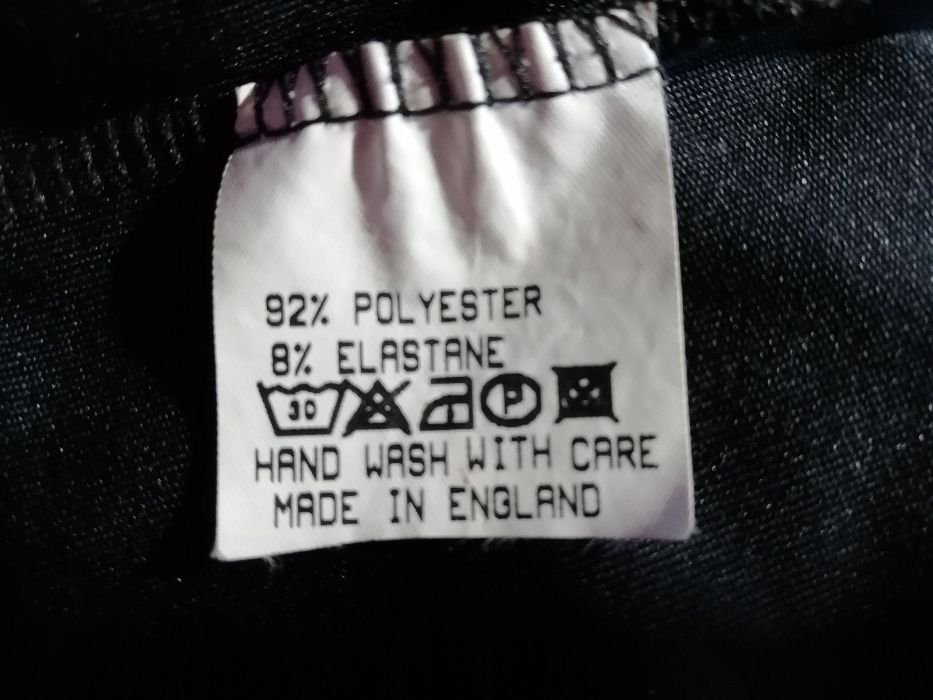 92% POLYESTER
8% ELASTANE
30 P
HAND WASH WITH CARE
MADE IN ENGLAND